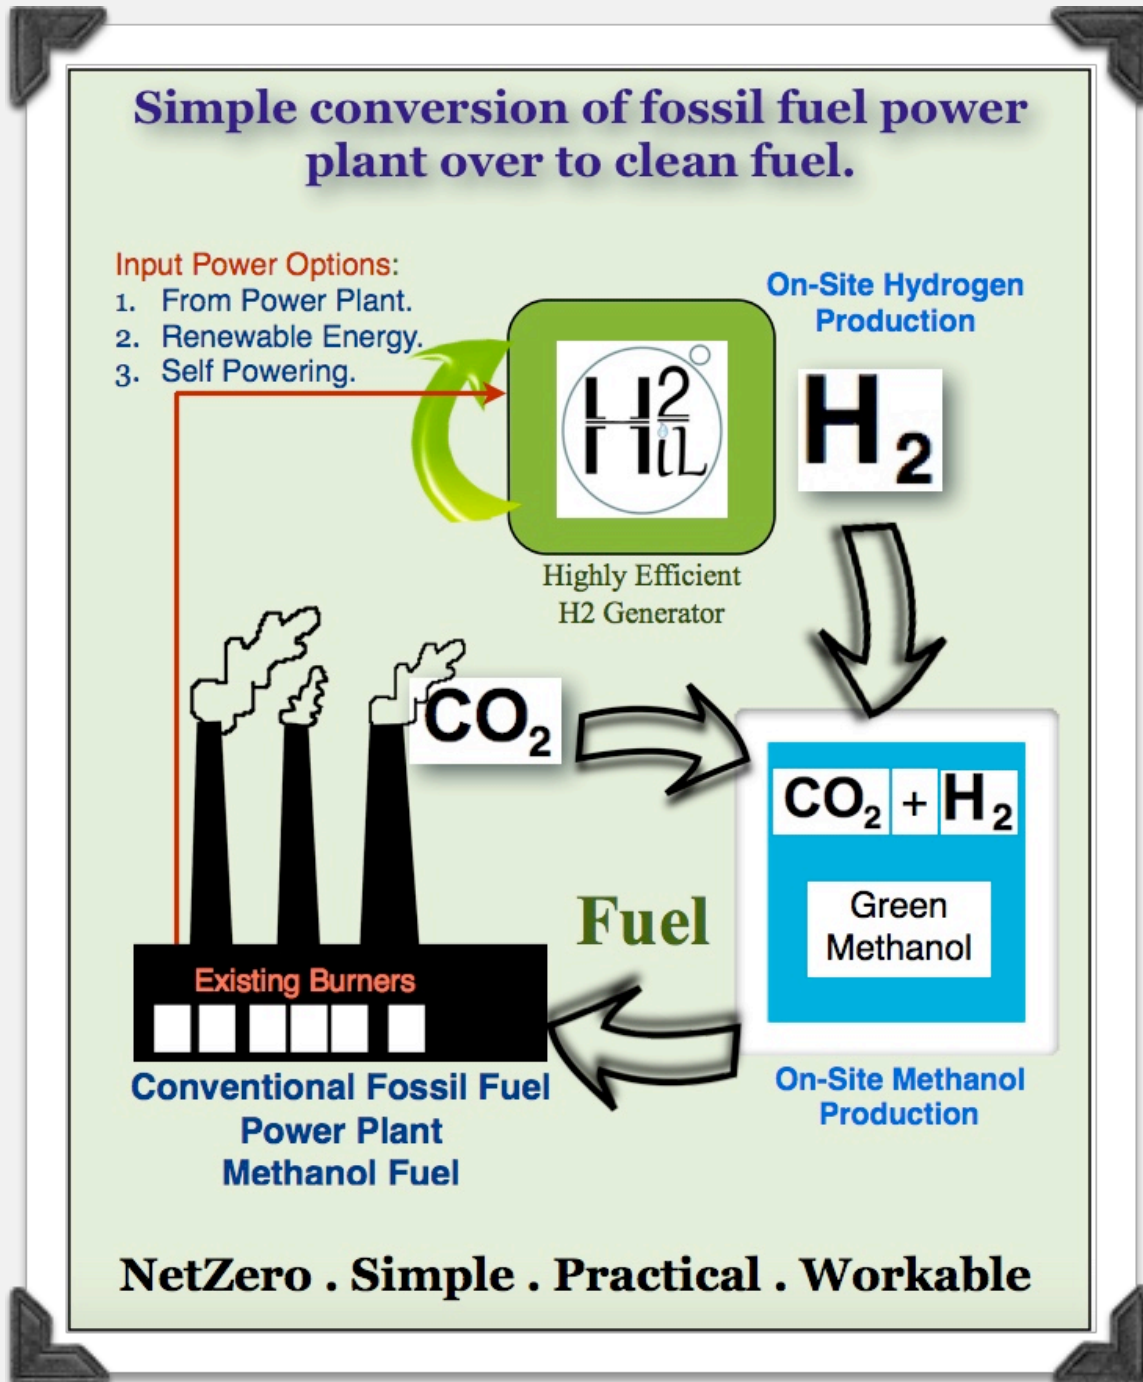 Simple conversion of fossil fuel power
plant over to clean fuel.
Input Power Options:
1. From Power Plant.
2. Renewable Energy.
3. Self Powering.
On-Site Hydrogen
Production
H2iL
H2
Highly Efficient
H2 Generator
CO2
CO2 + H2
Green
Methanol
Fuel
Existing Burners
On-Site Methanol
Production
Conventional Fossil Fuel
Power Plant
Methanol Fuel
NetZero . Simple . Practical . Workable